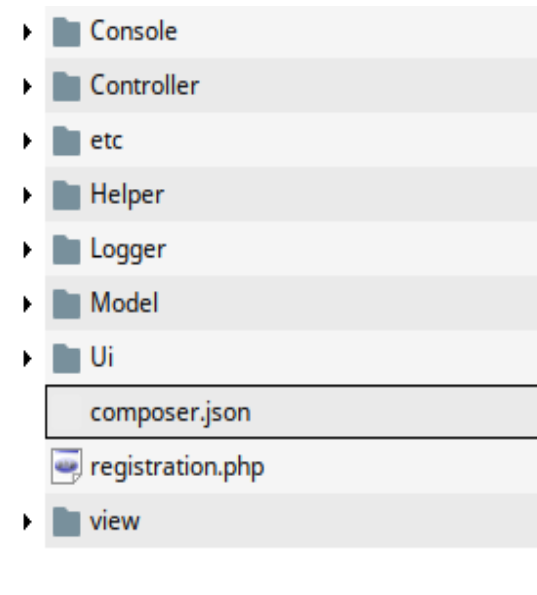 Console
Controller
etc
Helper
Logger
Model
Ui
composer.json
registration.php
view